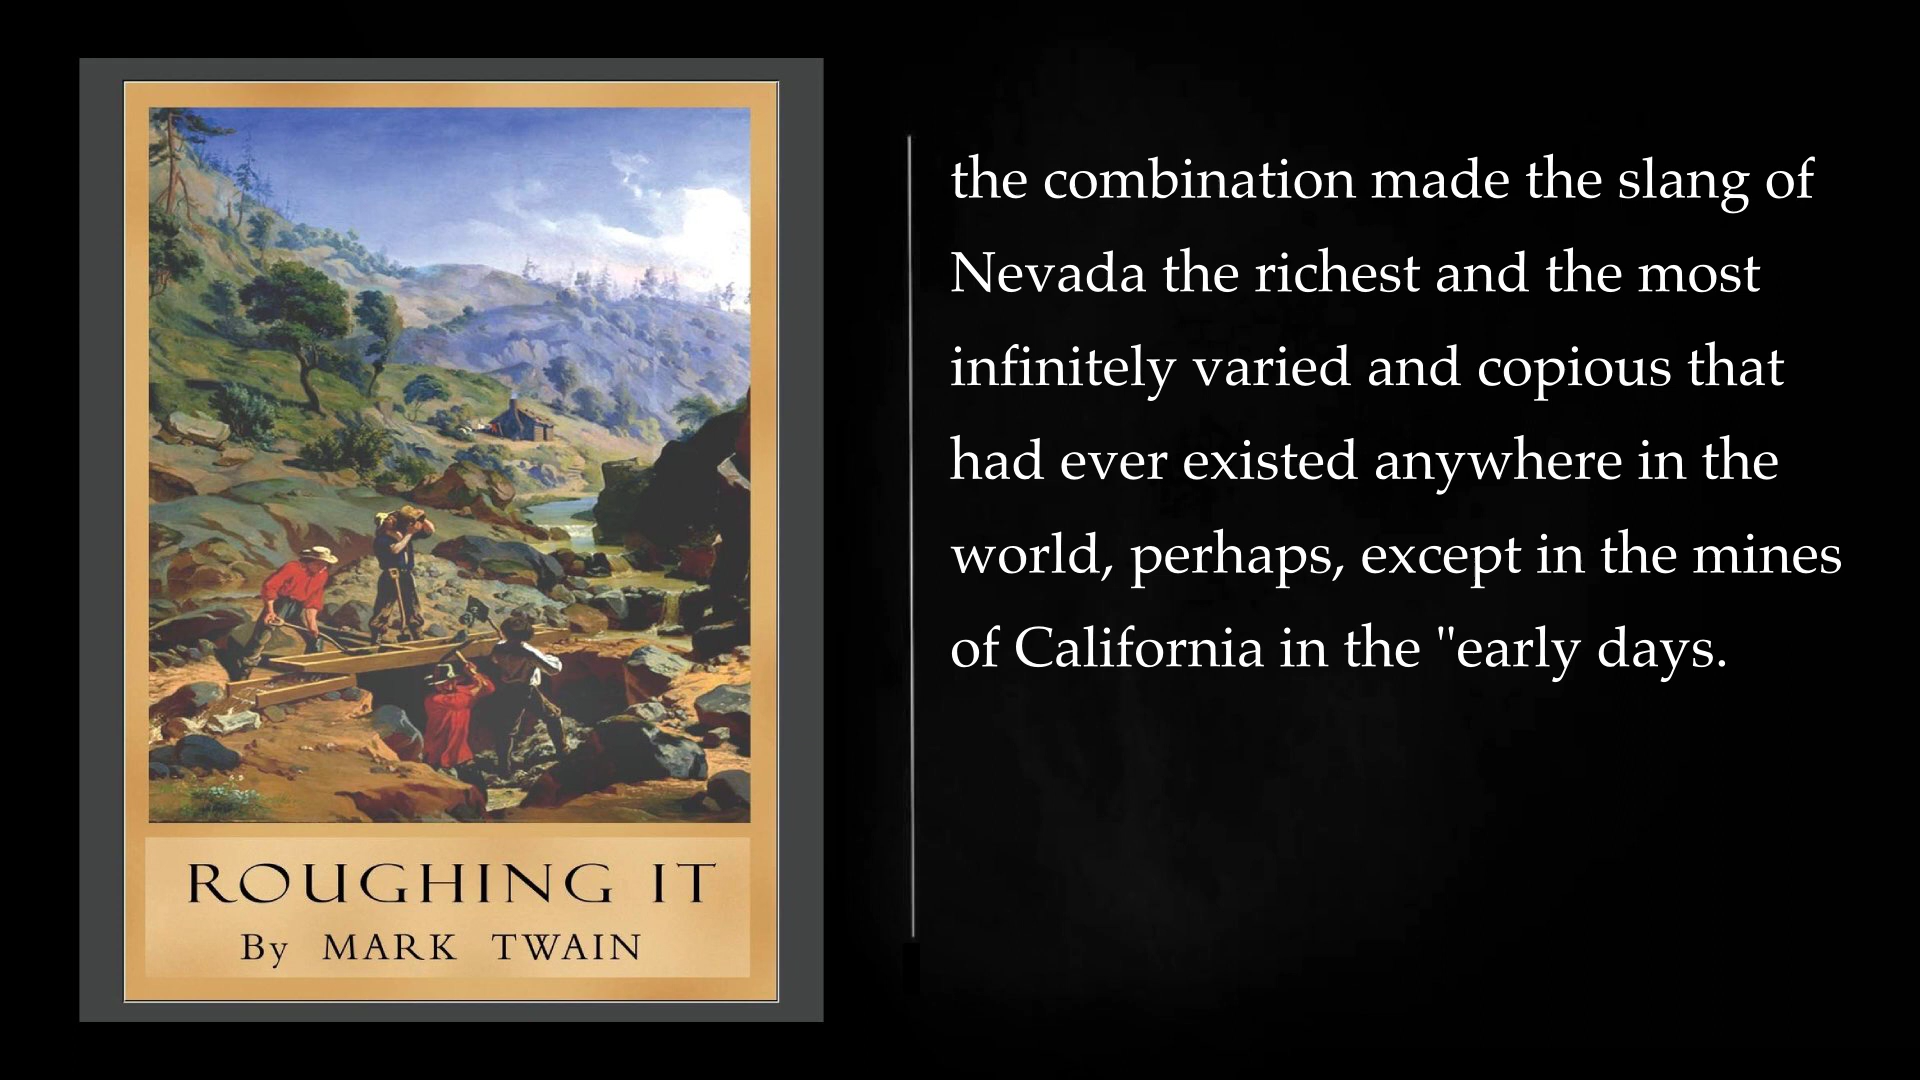 ROUGHING IT
By MARK TWAIN
the combination made the slang of
Nevada the richest and the most
infinitely varied and copious that
had ever existed anywhere in the
world, perhaps, except in the mines
of California in the "early days.